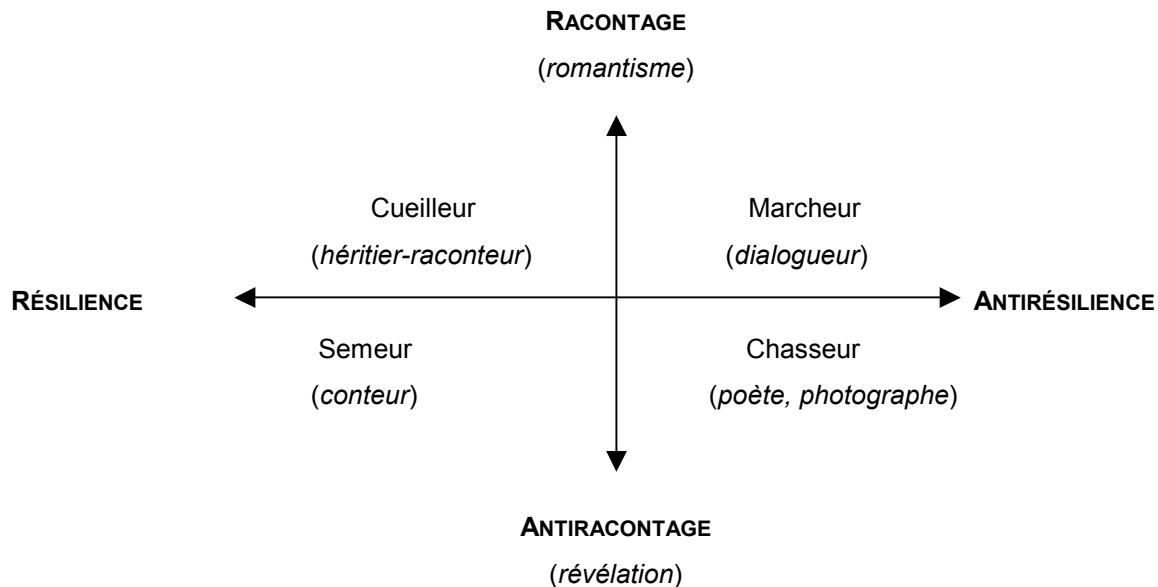 RACONTAGE
(romantisme)
Cueilleur
(héritier-raconteur)
Marcheur
(dialogueur)
RÉSILIENCE
ANTIRÉSILIENCE
Semeur
(conteur)
Chasseur
(poète, photographe)
ANTIRACONTAGE
(révélation)